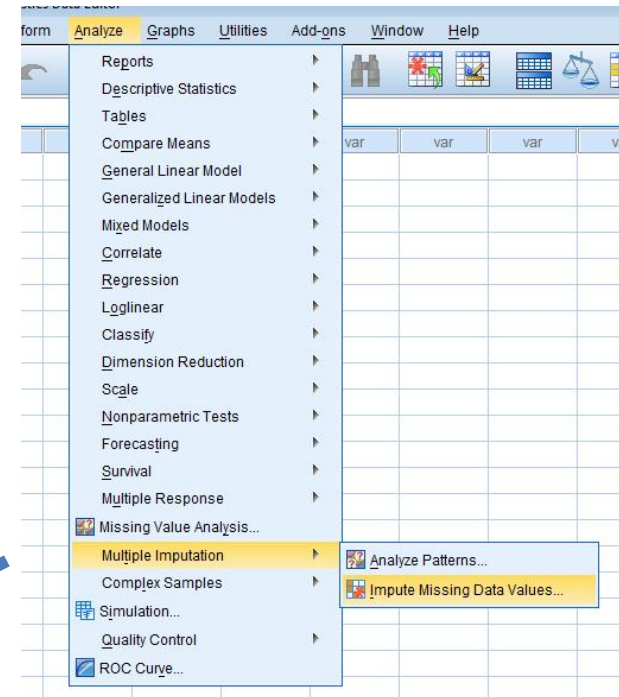 Data Editor
form Analyze Graphs Utilities Add-ons Window Help
var var var
Reports
Descriptive Statistics
Tables
Compare Means
General Linear Model
Generalized Linear Models
Mixed Models
Correlate
Regression
Loglinear
Classify
Dimension Reduction
Scale
Nonparametric Tests
Forecasting
Survival
Multiple Response
Missing Value Analysis...
Multiple Imputation
Analyze Patterns...
Complex Samples
Impute Missing Data Values...
Simulation...
Quality Control
ROC Curve...